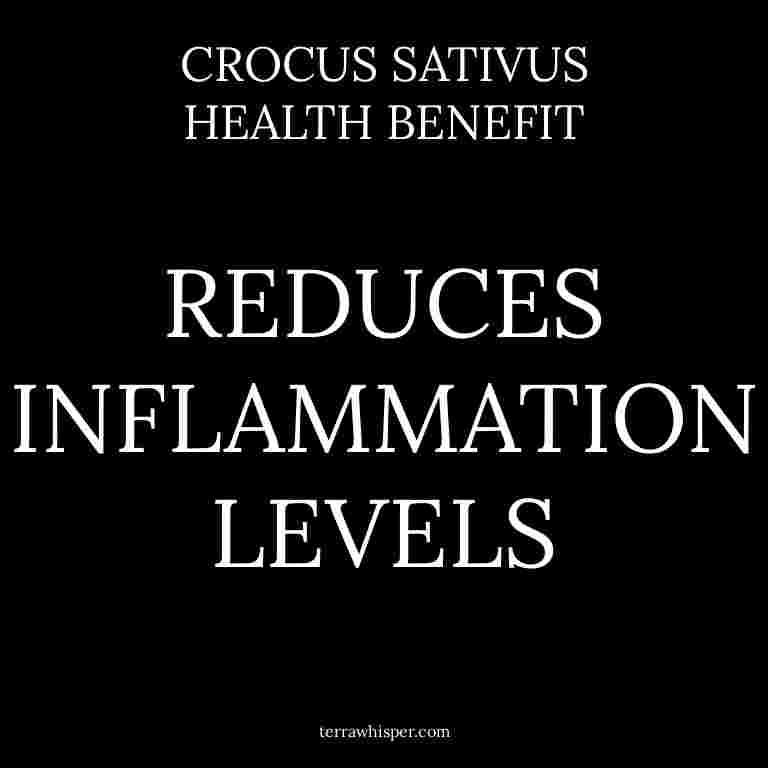 CROCUS SATIVUS
HEALTH BENEFIT
REDUCES
INFLAMMATION
LEVELS
terrawhisper.com